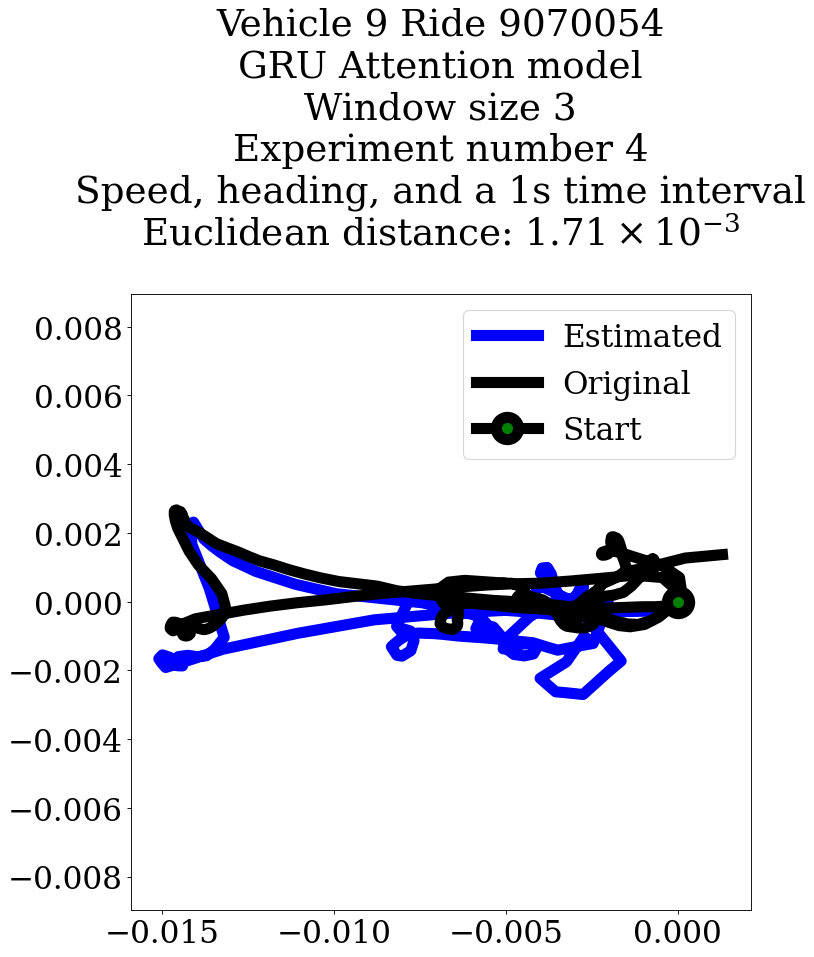 Vehicle 9 Ride 9070054
GRU Attention model
Window size 3
Experiment number 4
Speed, heading, and a 1s time interval
Euclidean distance: 1.71 × 10⁻³
Estimated
Original
Start
0.008
0.006
0.004
0.002
0.000
−0.002
−0.004
−0.006
−0.008
−0.015 −0.010 −0.005 0.000